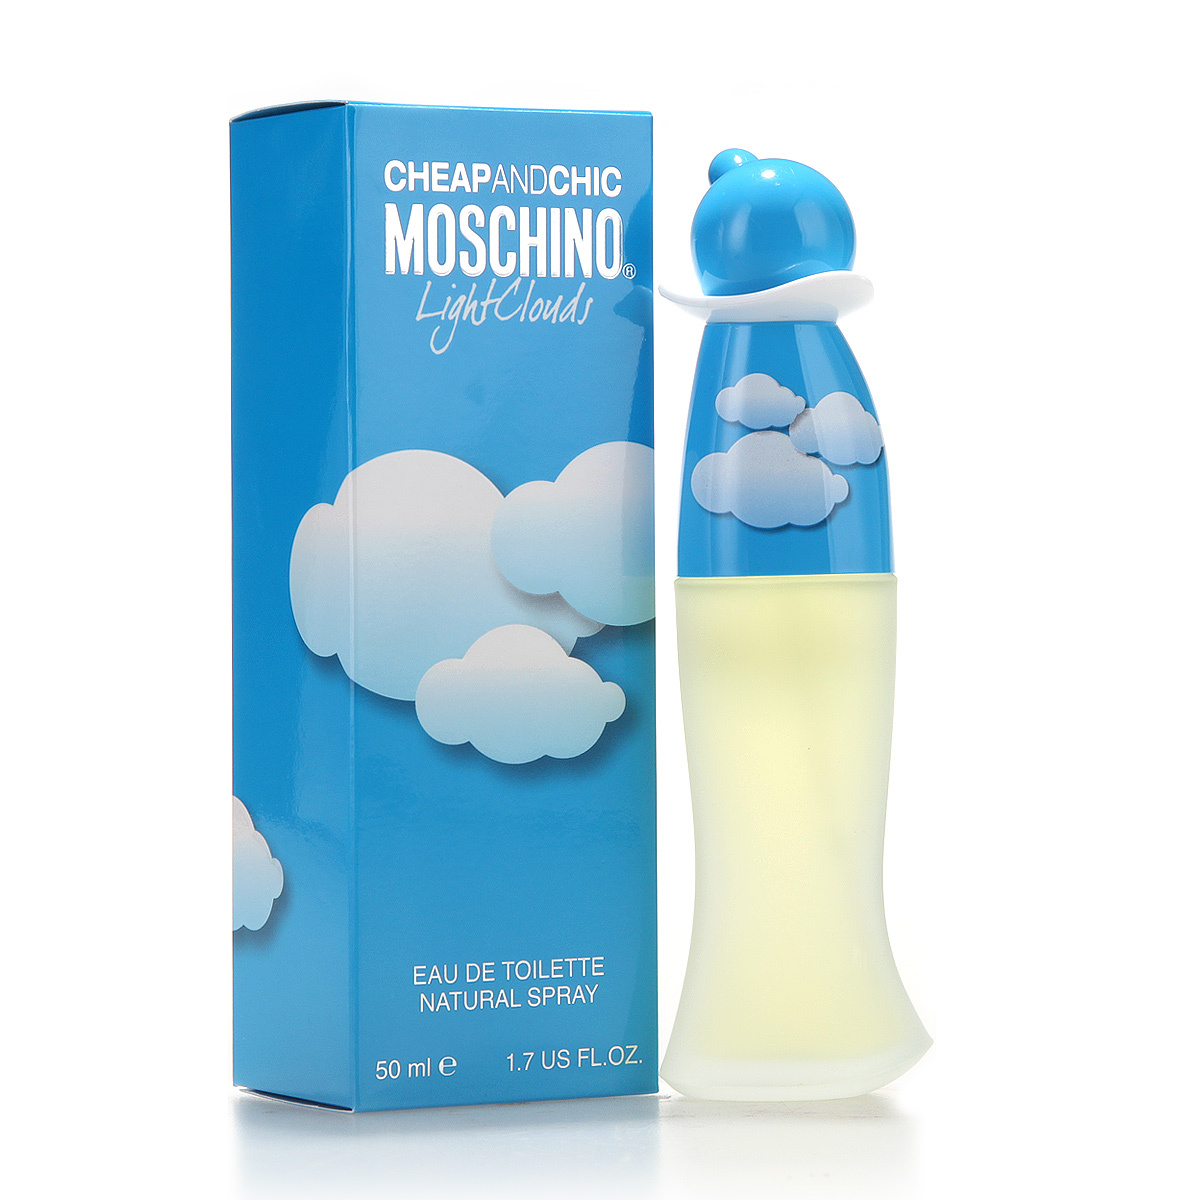 CHEAPANDCHIC
MOSCHINO®
LightClouds
EAU DE TOILETTE
NATURAL SPRAY
50 ml ℮ 1.7 US FL.OZ.